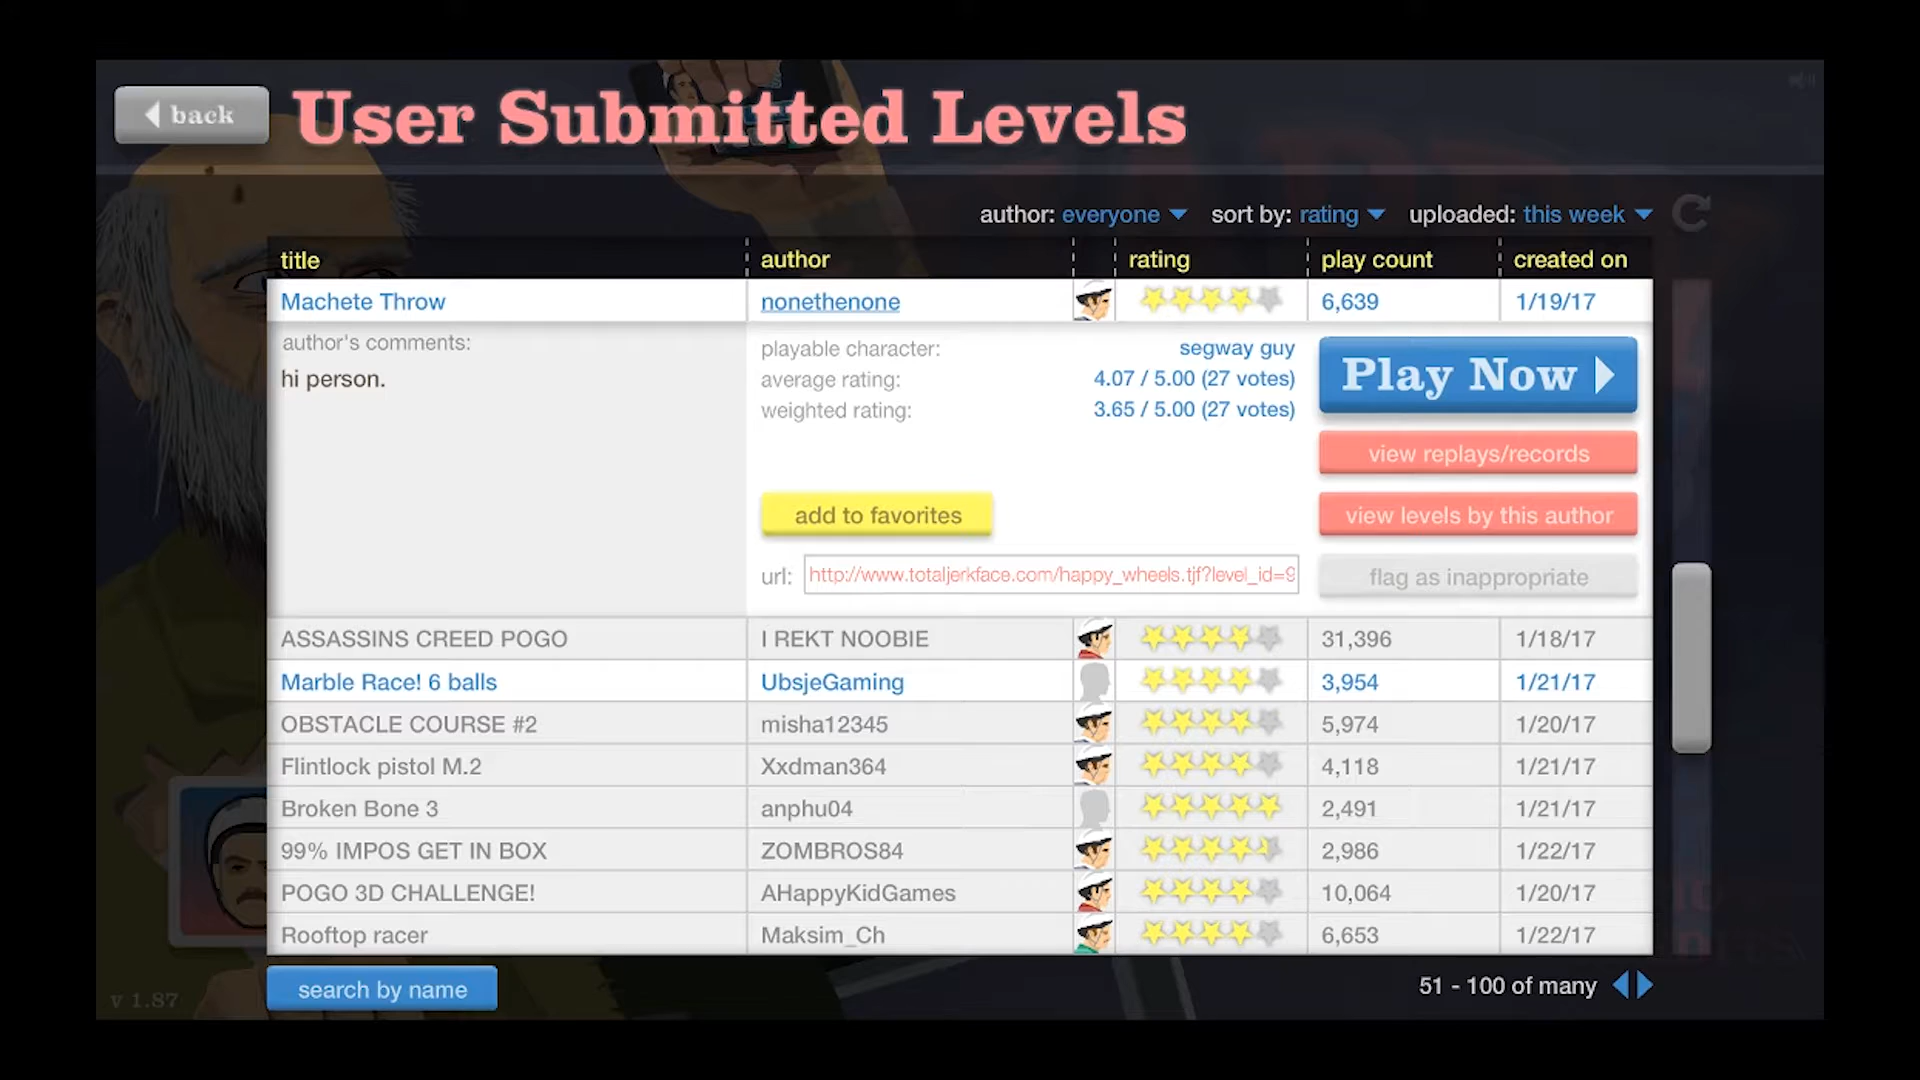 back
User Submitted Levels
author: everyone sort by: rating uploaded: this week
title author rating play count created on
Machete Throw nonethenone 6,639 1/19/17
author's comments:
hi person.
playable character: segway guy
average rating: 4.07 / 5.00 (27 votes)
weighted rating: 3.65 / 5.00 (27 votes)
Play Now
view replays/records
add to favorites
view levels by this author
url: http://www.totaljerkface.com/happy_wheels.tjf?level_id=9
flag as inappropriate
ASSASSINS CREED POGO I REKT NOOBIE 31,396 1/18/17
Marble Race! 6 balls UbsjeGaming 3,954 1/21/17
OBSTACLE COURSE #2 misha12345 5,974 1/20/17
Flintlock pistol M.2 Xxdman364 4,118 1/21/17
Broken Bone 3 anphu04 2,491 1/21/17
99% IMPOS GET IN BOX ZOMBROS84 2,986 1/22/17
POGO 3D CHALLENGE! AHappyKidGames 10,064 1/20/17
Rooftop racer Maksim_Ch 6,653 1/22/17
search by name
51 - 100 of many
v 1.87